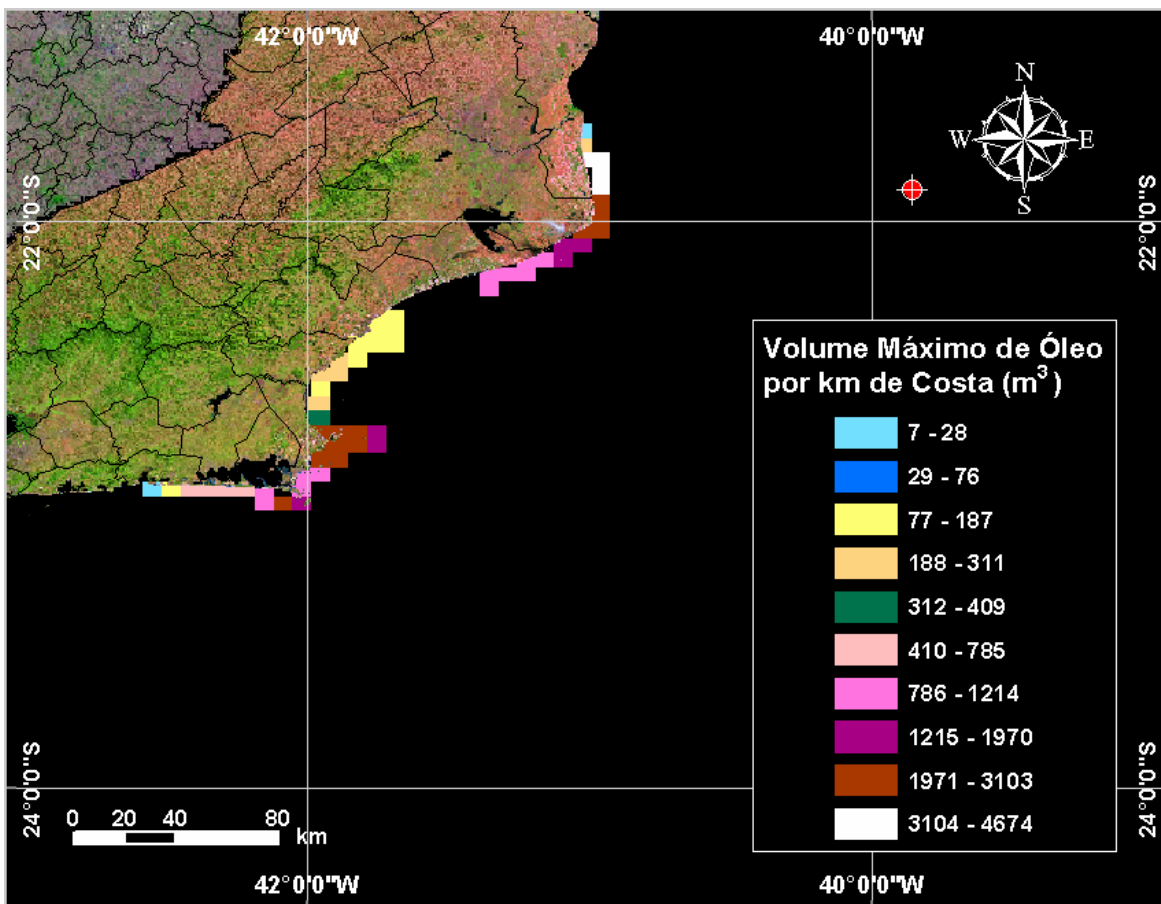 42°0'0"W
40°0'0"W
N
W
E
S
22°0'0"S
22°0'0"S
Volume Máximo de Óleo
por km de Costa (m³)
7 - 28
29 - 76
77 - 187
188 - 311
312 - 409
410 - 785
786 - 1214
1215 - 1970
1971 - 3103
3104 - 4674
24°0'0"S
24°0'0"S
0 20 40 80
km
42°0'0"W
40°0'0"W